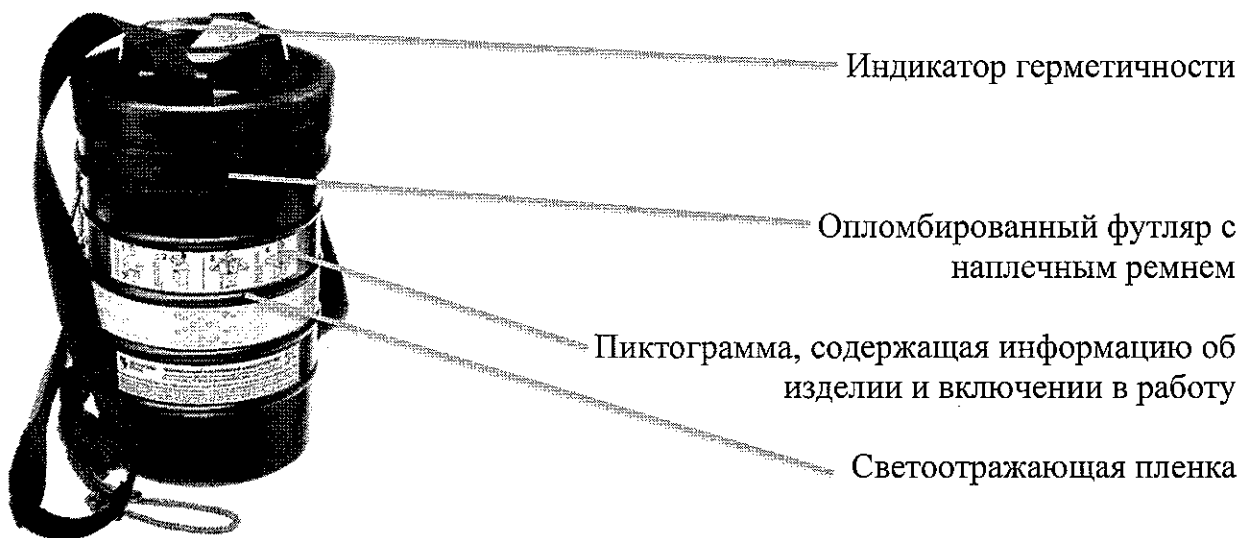 Индикатор герметичности
Опломбированный футляр с
наплечным ремнем
Пиктограмма, содержащая информацию об
изделии и включении в работу
Светоотражающая пленка